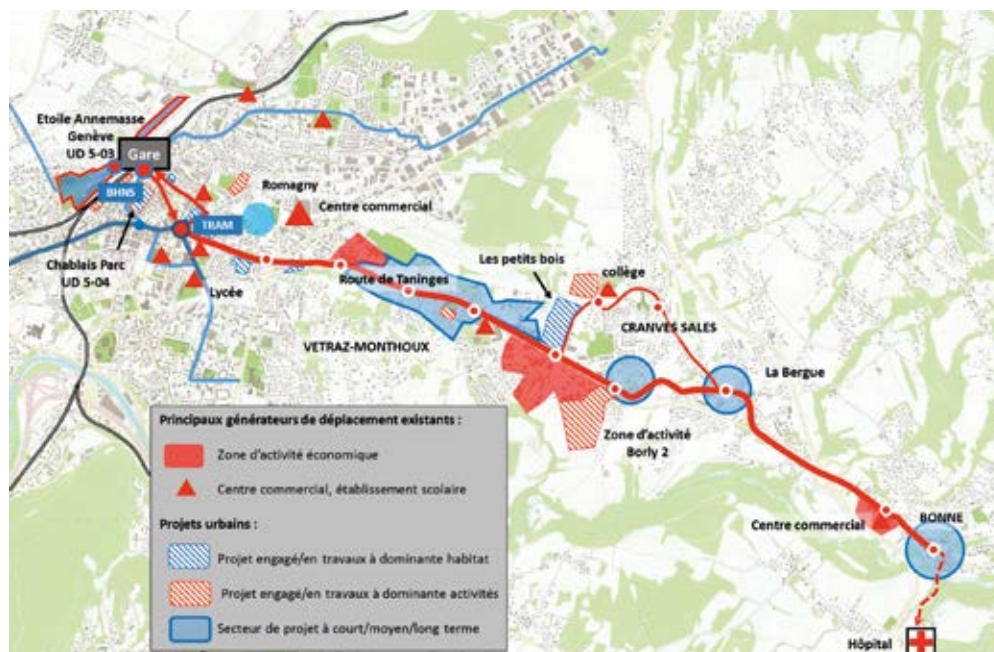 Etoile Annemasse
Genève
UD 5-03
Gare
BHNS
TRAM
Romagny
Centre commercial
Chablais Parc
UD 5-04
Lycée
Route de Taninges
Les petits bois
collège
CRANVES SALES
VETRAZ-MONTHOUX
La Bergue
Zone d'activité
Borly 2
Centre commercial
BONNE
Hôpital
Principaux générateurs de déplacement existants :
Zone d'activité économique
Centre commercial, établissement scolaire
Projets urbains :
Projet engagé/en travaux à dominante habitat
Projet engagé/en travaux à dominante activités
Secteur de projet à court/moyen/long terme